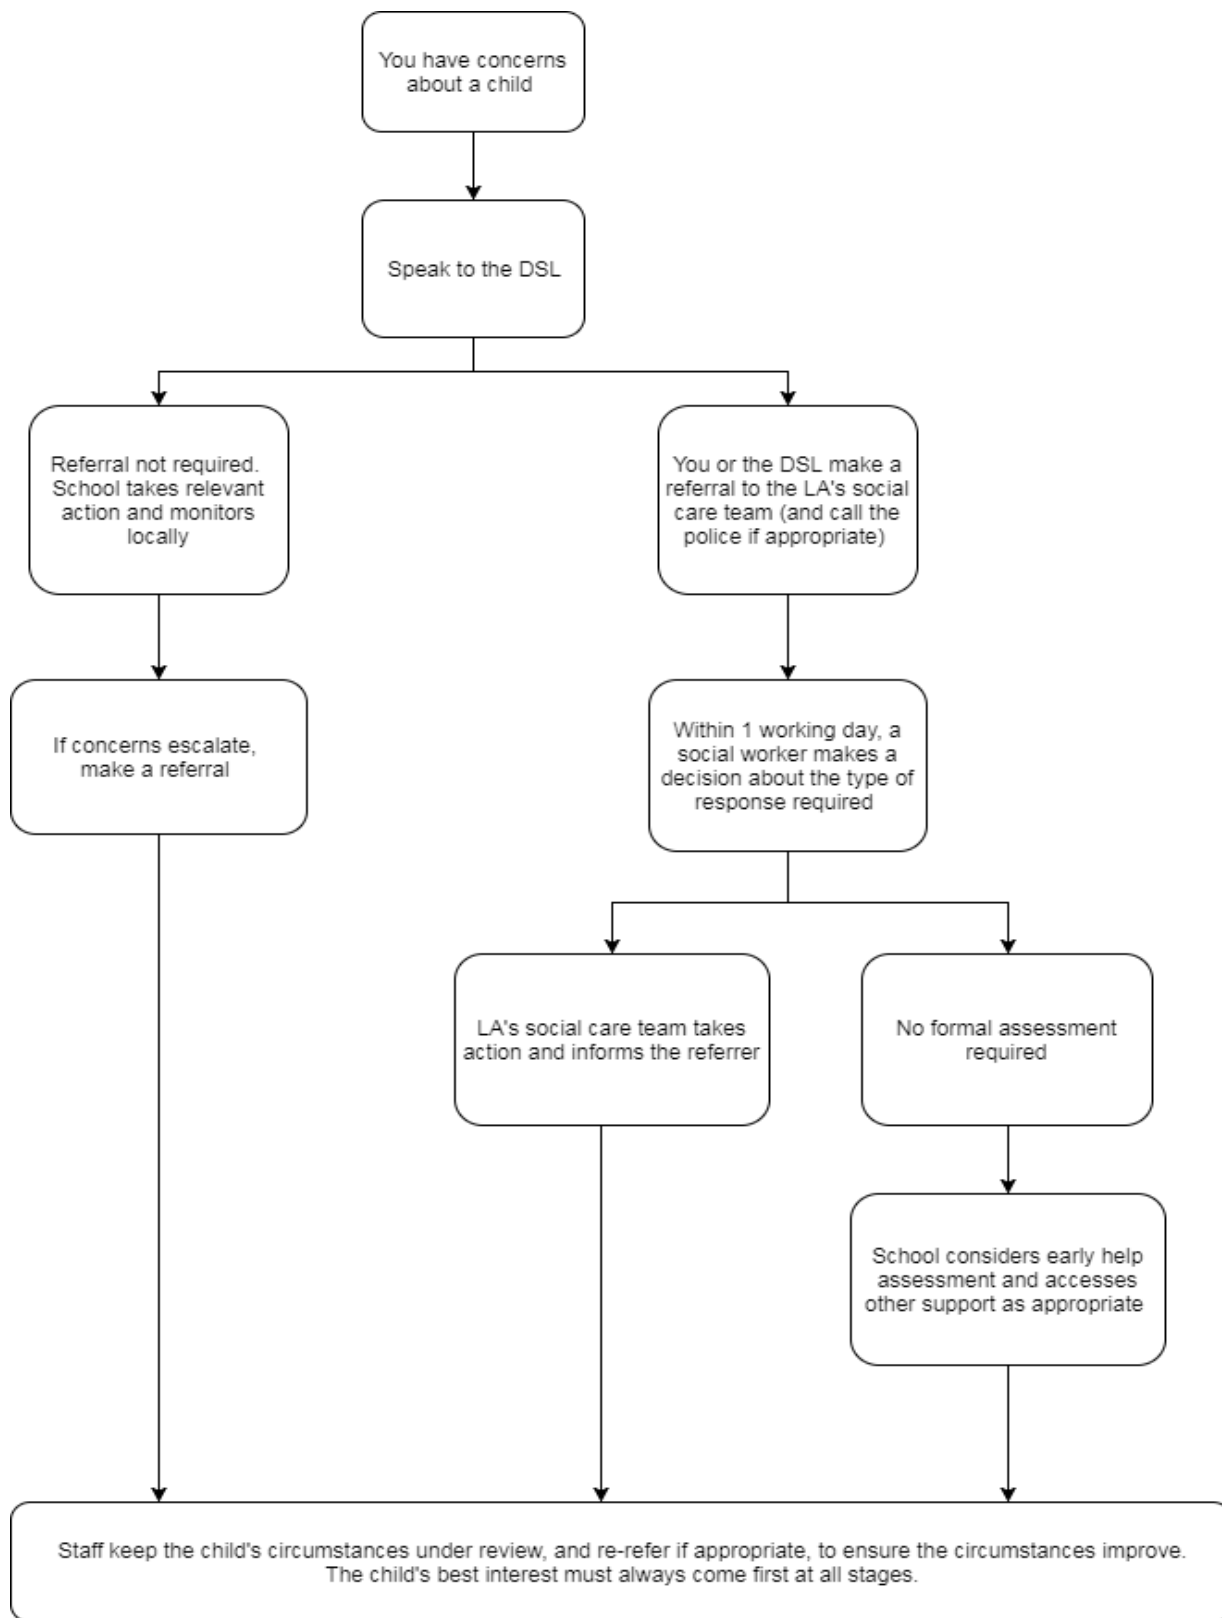 You have concerns
about a child
Speak to the DSL
Referral not required.
School takes relevant
action and monitors
locally
You or the DSL make a
referral to the LA's social
care team (and call the
police if appropriate)
If concerns escalate,
make a referral
Within 1 working day, a
social worker makes a
decision about the type of
response required
LA's social care team takes
action and informs the referrer
No formal assessment
required
School considers early help
assessment and accesses
other support as appropriate
Staff keep the child's circumstances under review, and re-refer if appropriate, to ensure the circumstances improve.
The child's best interest must always come first at all stages.